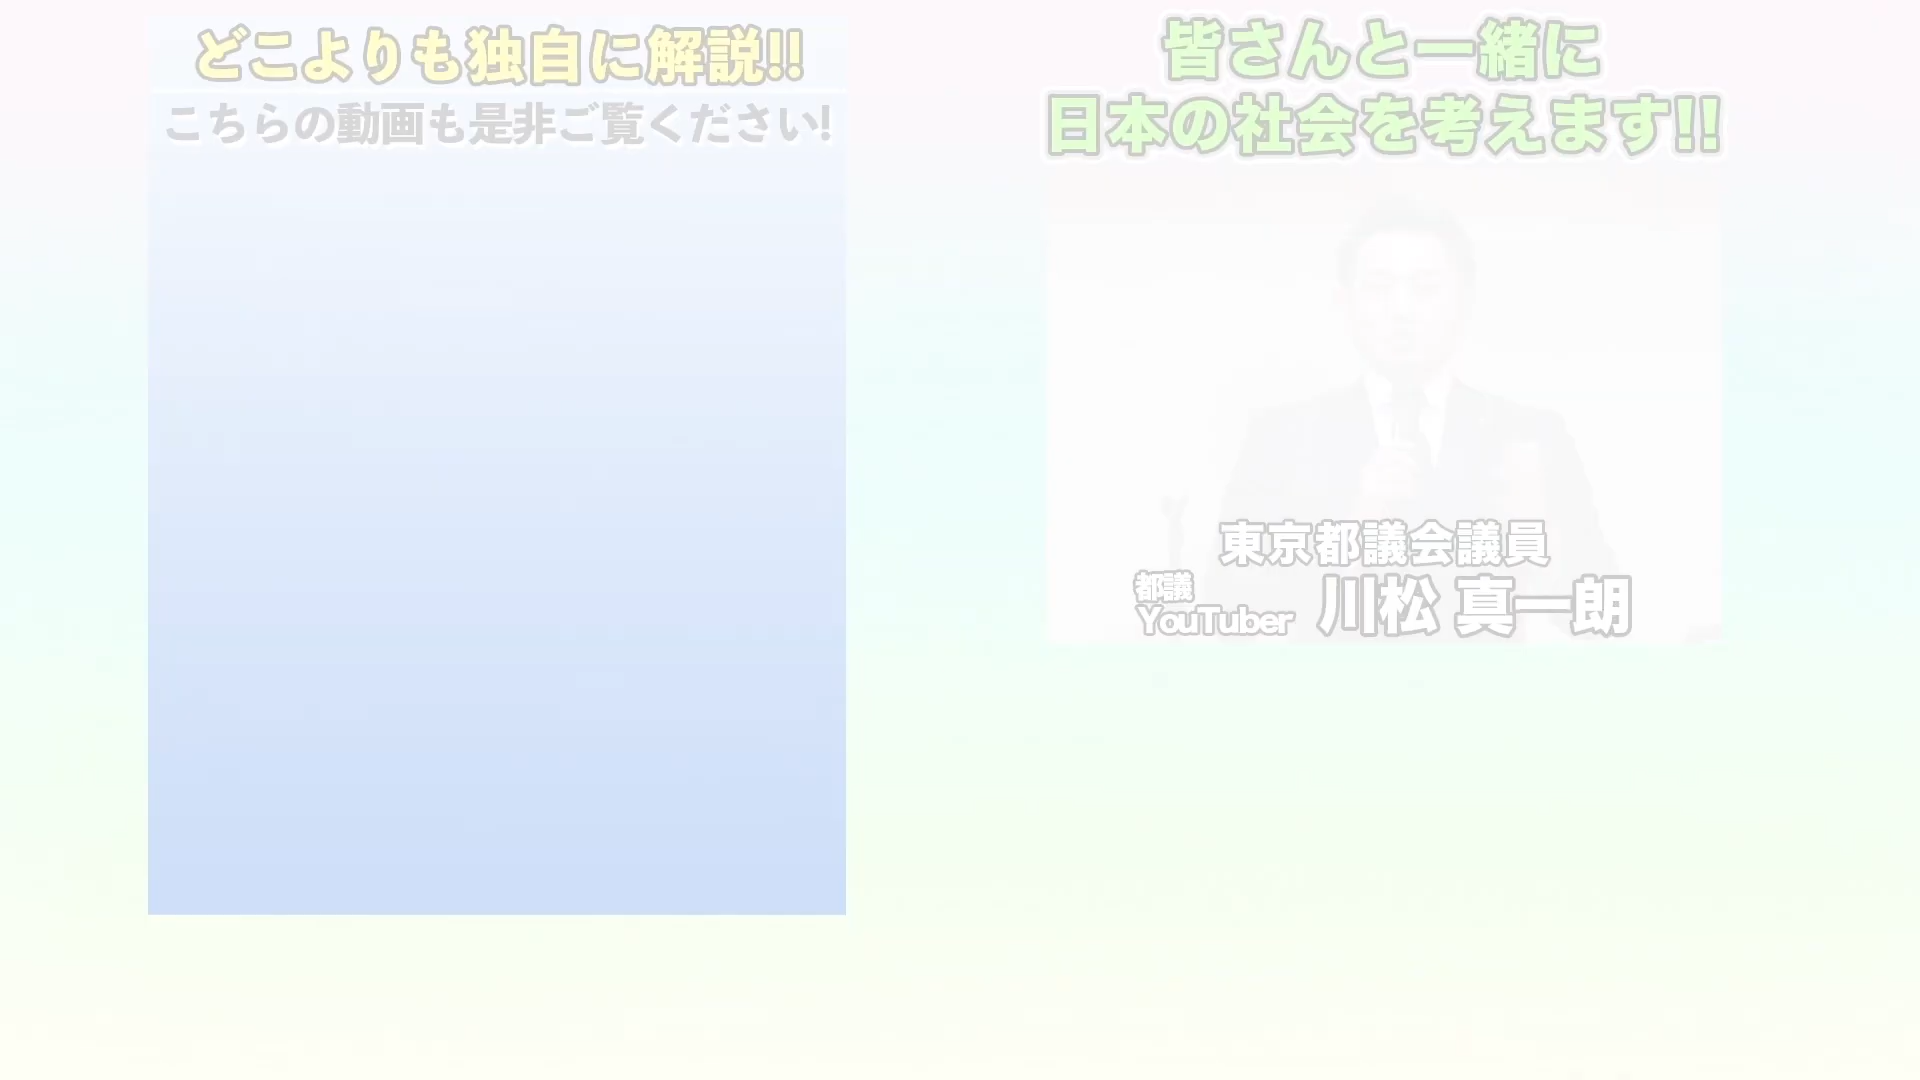 どこよりも独自に解説!!
こちらの動画も是非ご覧ください!
皆さんと一緒に
日本の社会を考えます!!
東京都議会議員
都議
YouTuber 川松 真一朗